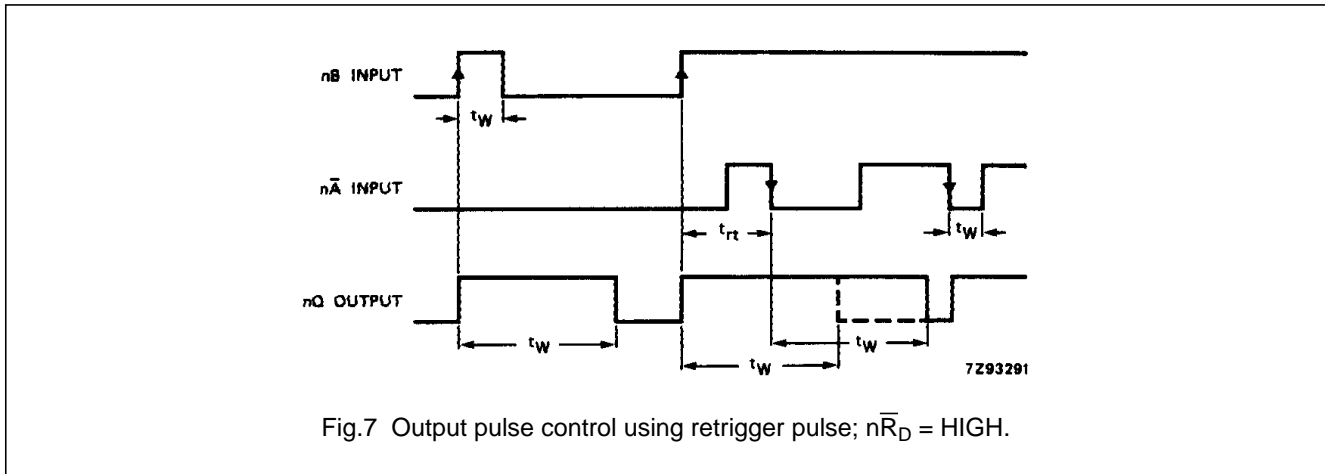 nB INPUT
tW
nA̅ INPUT
trt
tW
nQ OUTPUT
tW
tW
tW
7Z93291
Fig.7 Output pulse control using retrigger pulse; nR̅D = HIGH.